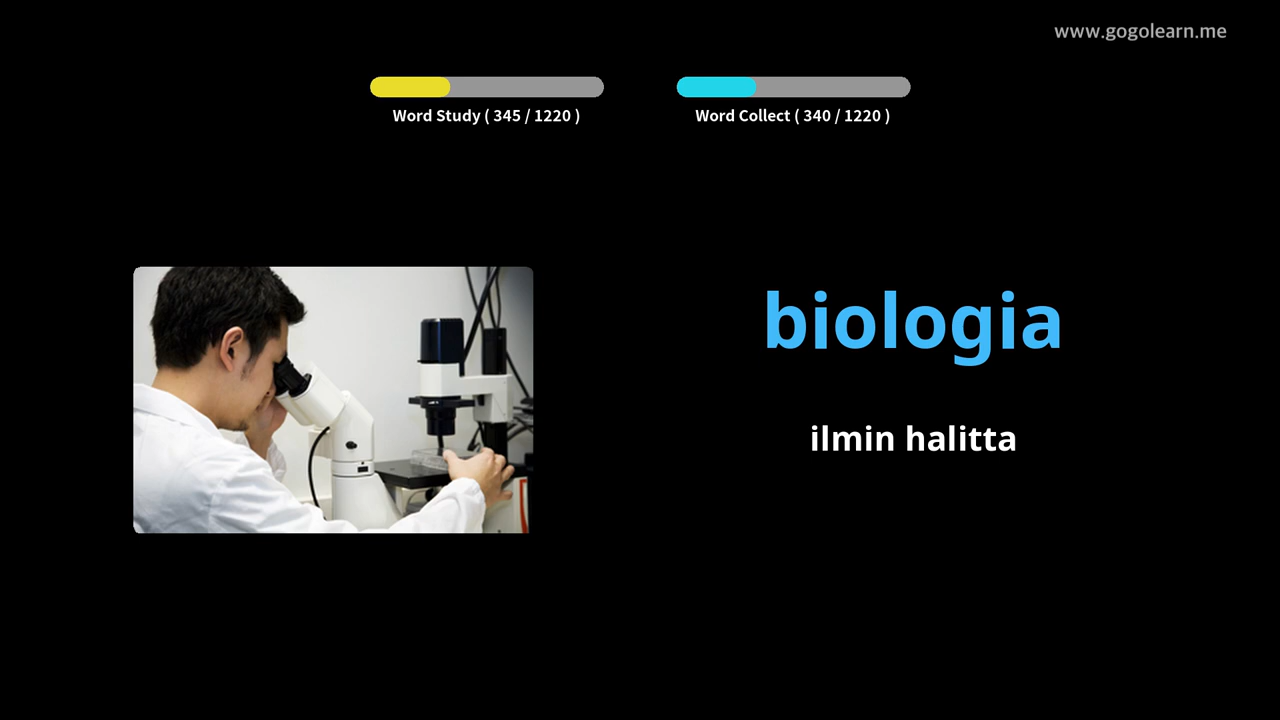 www.gogolearn.me
Word Study ( 345 / 1220 )
Word Collect ( 340 / 1220 )
biologia
ilmin halitta